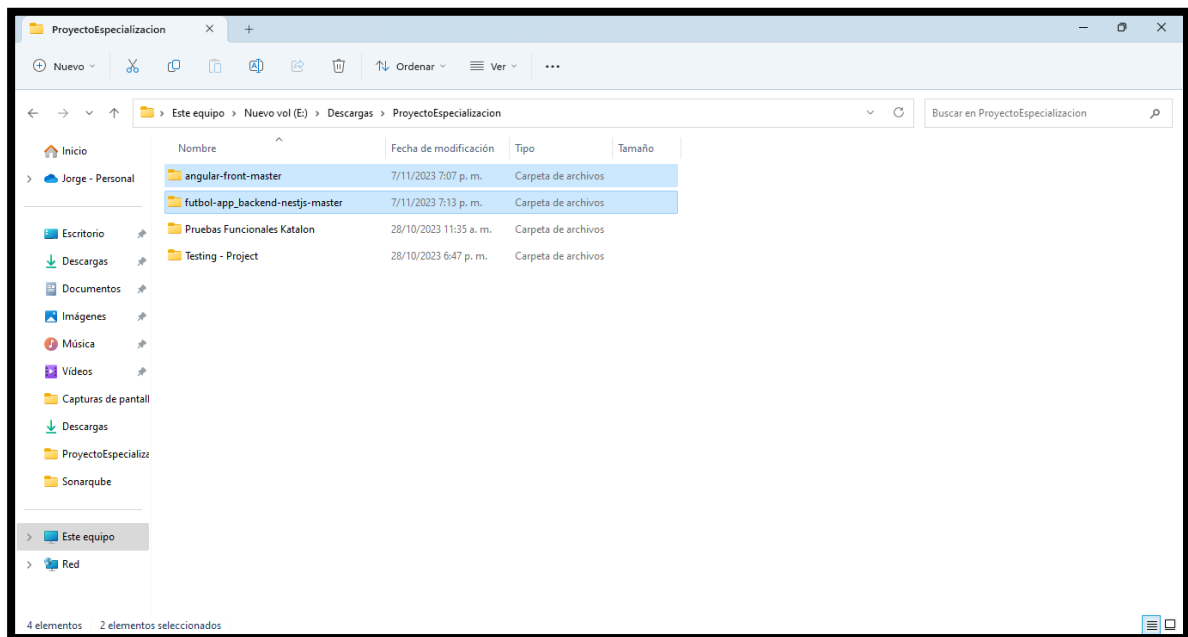 ProyectoEspecializacion
Nuevo
Ordenar
Ver
Este equipo > Nuevo vol (E:) > Descargas > ProyectoEspecializacion
Buscar en ProyectoEspecializacion
Inicio
Jorge - Personal
Escritorio
Descargas
Documentos
Imágenes
Música
Vídeos
Capturas de pantall
Descargas
ProyectoEspecializa
Sonarqube
Este equipo
Red
Nombre Fecha de modificación Tipo Tamaño
angular-front-master 7/11/2023 7:07 p. m. Carpeta de archivos
futbol-app_backend-nestjs-master 7/11/2023 7:13 p. m. Carpeta de archivos
Pruebas Funcionales Katalon 28/10/2023 11:35 a. m. Carpeta de archivos
Testing - Project 28/10/2023 6:47 p. m. Carpeta de archivos
4 elementos 2 elementos seleccionados